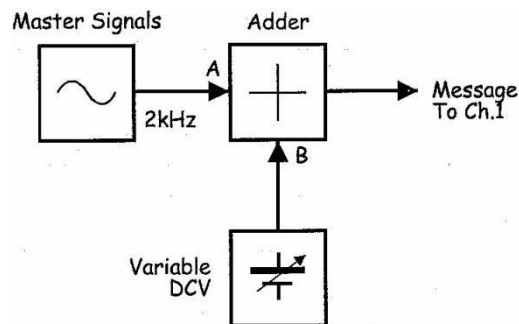 Master Signals
Adder
A
2kHz
Message
To Ch.1
B
Variable
DCV